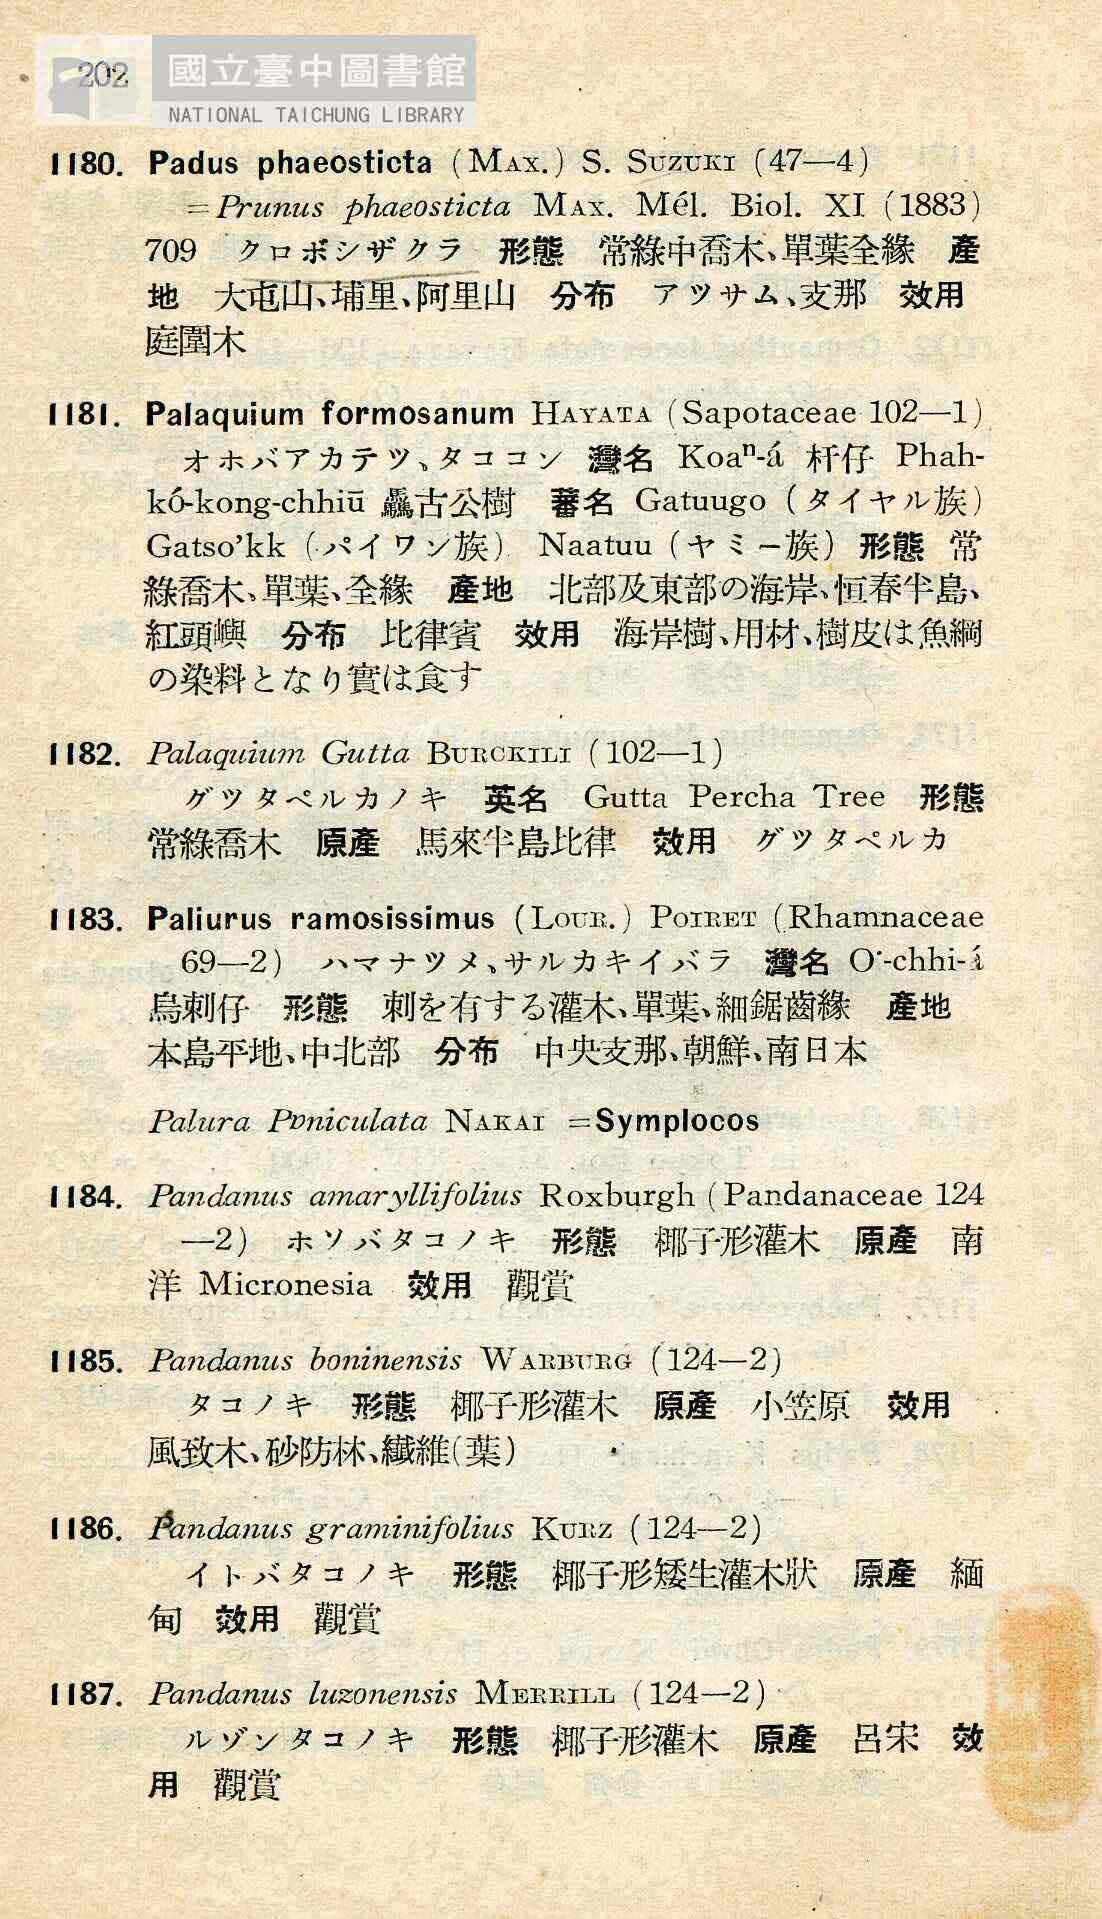 202
國立臺中圖書館
NATIONAL TAICHUNG LIBRARY
1180. Padus phaeosticta (MAX.) S. SUZUKI (47—4)
=Prunus phaeosticta MAX. Mél. Biol. XI (1883)
709 クロボシザクラ 形態 常綠中喬木、單葉全緣 產
地 大屯山、埔里、阿里山 分布 アツサム、支那 效用
庭園木
1181. Palaquium formosanum HAYATA (Sapotaceae 102—1)
オホバアカテツ、タココン 灣名 Koaⁿ-á 杆仔 Phah-
kó-kong-chhiū 驫古公樹 蕃名 Gatuugo (タイヤル族)
Gatso'kk (パイワン族) Naatuu (ヤミー族) 形態 常
綠喬木、單葉、全緣 產地 北部及東部の海岸、恒春半島、
紅頭嶼 分布 比律賓 效用 海岸樹、用材、樹皮は魚網
の染料となり實は食す
1182. Palaquium Gutta BURCKILI (102—1)
グツタペルカノキ 英名 Gutta Percha Tree 形態
常綠喬木 原產 馬來半島比律 效用 グツタペルカ
1183. Paliurus ramosissimus (LOUR.) POIRET (Rhamnaceae
69—2) ハマナツメ、サルカキイバラ 灣名 O·-chhi-á
烏刺仔 形態 刺を有する灌木、單葉、細鋸齒緣 產地
本島平地、中北部 分布 中央支那、朝鮮、南日本
Palura Pɒniculata NAKAI =Symplocos
1184. Pandanus amaryllifolius Roxburgh (Pandanaceae 124
—2) ホソバタコノキ 形態 椰子形灌木 原產 南
洋 Micronesia 效用 觀賞
1185. Pandanus boninensis WARBURG (124—2)
タコノキ 形態 椰子形灌木 原產 小笠原 效用
風致木、砂防林、纖維(葉)
1186. Pandanus graminifolius KURZ (124—2)
イトバタコノキ 形態 椰子形矮生灌木狀 原產 緬
甸 效用 觀賞
1187. Pandanus luzonensis MERRILL (124—2)
ルゾンタコノキ 形態 椰子形灌木 原產 呂宋 效
用 觀賞